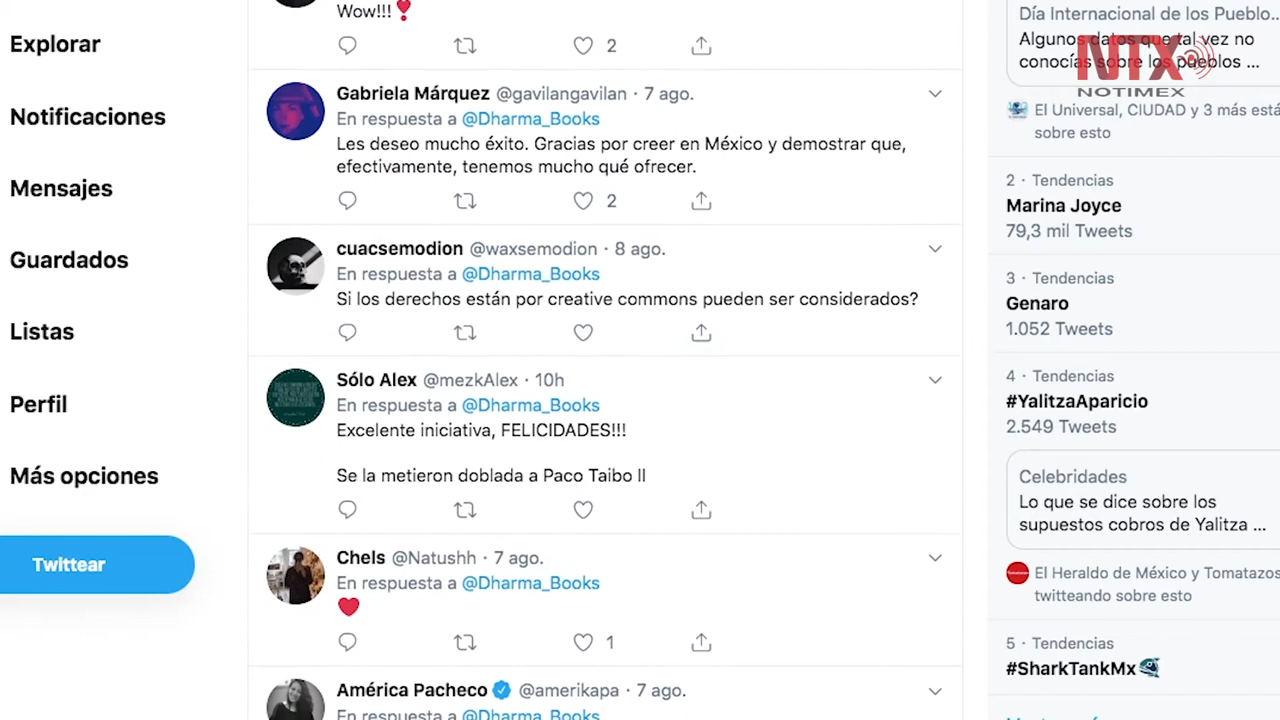 Explorar
Notificaciones
Mensajes
Guardados
Listas
Perfil
Más opciones
Twittear
Wow!!!❣
2
Gabriela Márquez @gavilangavilan · 7 ago.
En respuesta a @Dharma_Books
Les deseo mucho éxito. Gracias por creer en México y demostrar que,
efectivamente, tenemos mucho qué ofrecer.
2
cuacsemodion @waxsemodion · 8 ago.
En respuesta a @Dharma_Books
Si los derechos están por creative commons pueden ser considerados?
Sólo Alex @mezkAlex · 10h
En respuesta a @Dharma_Books
Excelente iniciativa, FELICIDADES!!!
Se la metieron doblada a Paco Taibo II
Chels @Natushh · 7 ago.
En respuesta a @Dharma_Books
❤
1
América Pacheco @amerikapa · 7 ago.
En respuesta a @Dharma_Books
Día Internacional de los Pueblo...
Algunos datos que tal vez no
conocías sobre los pueblos ...
NTX
NOTIMEX
El Universal, CIUDAD y 3 más está
sobre esto
2 · Tendencias
Marina Joyce
79,3 mil Tweets
3 · Tendencias
Genaro
1.052 Tweets
4 · Tendencias
#YalitzaAparicio
2.549 Tweets
Celebridades
Lo que se dice sobre los
supuestos cobros de Yalitza ...
El Heraldo de México y Tomatazos
twitteando sobre esto
5 · Tendencias
#SharkTankMx